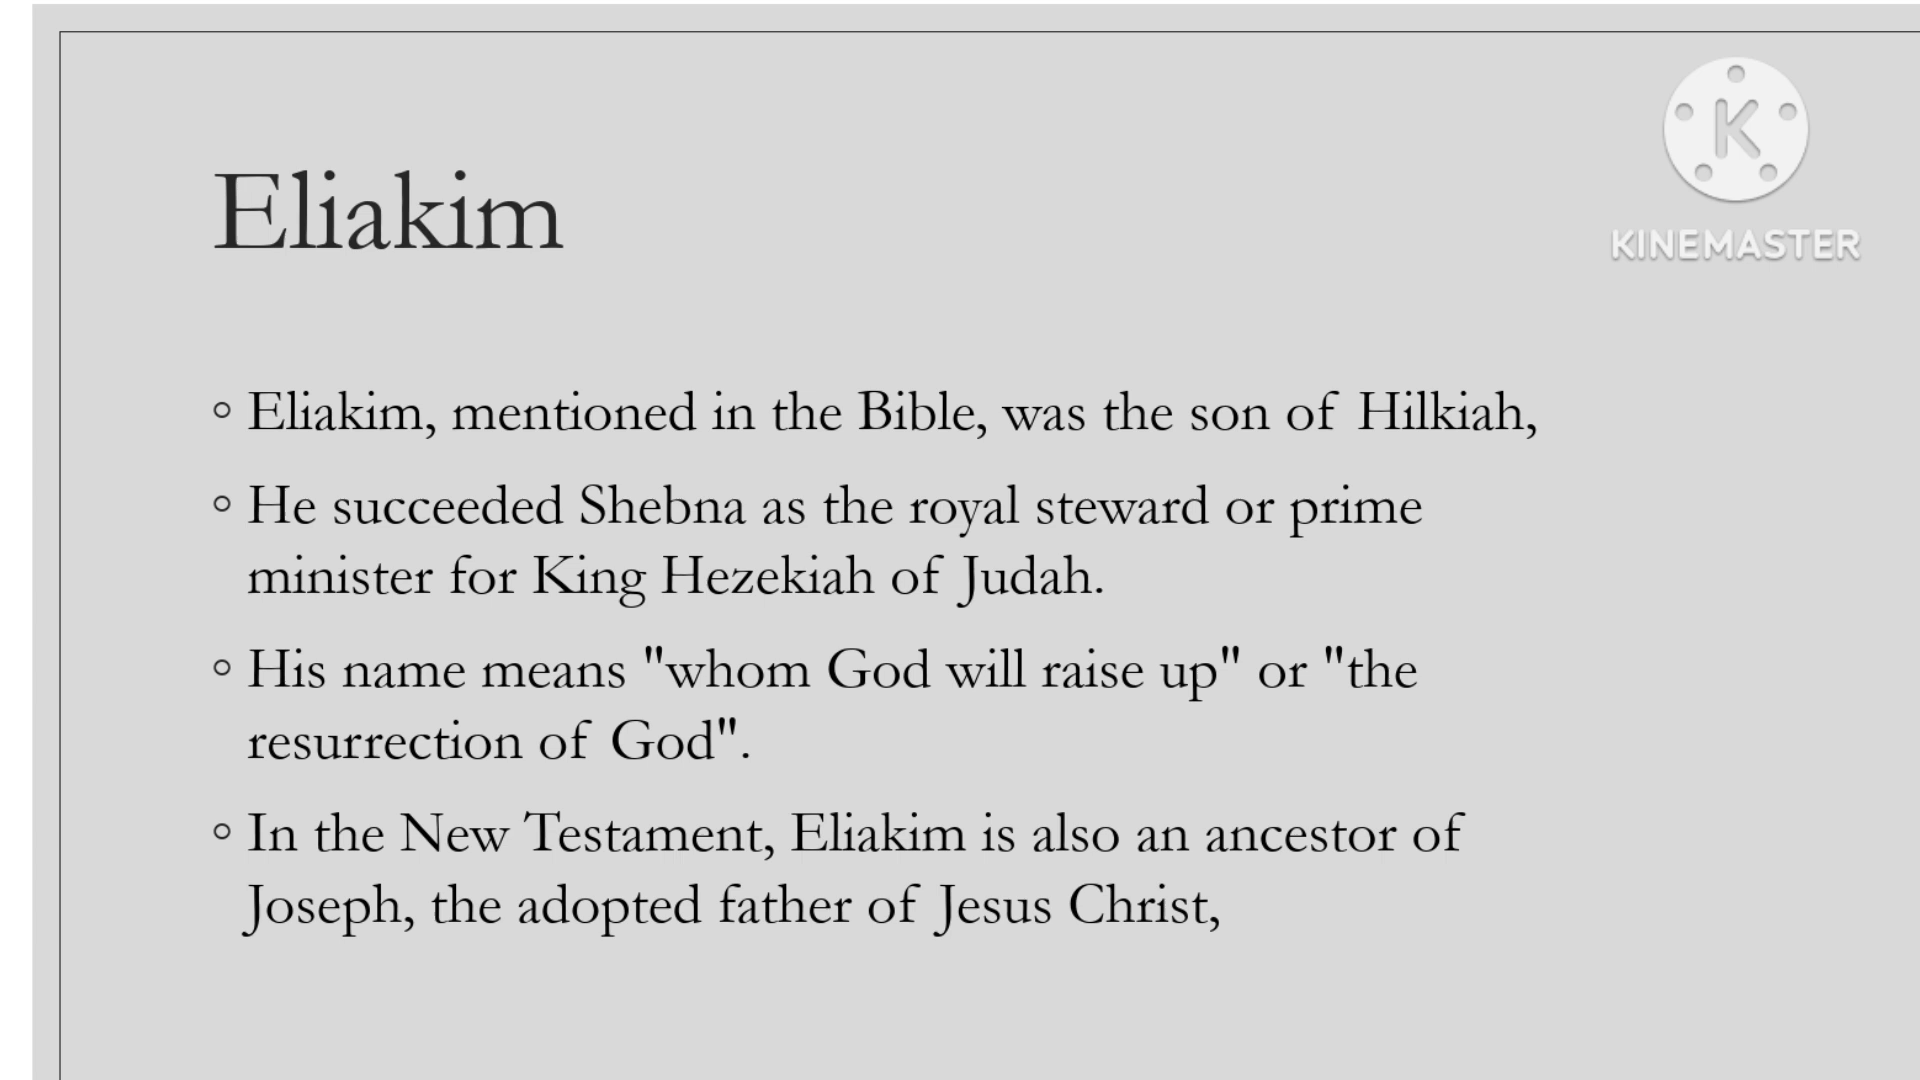 K
KINEMASTER
Eliakim
◦ Eliakim, mentioned in the Bible, was the son of Hilkiah,
◦ He succeeded Shebna as the royal steward or prime
minister for King Hezekiah of Judah.
◦ His name means "whom God will raise up" or "the
resurrection of God".
◦ In the New Testament, Eliakim is also an ancestor of
Joseph, the adopted father of Jesus Christ,